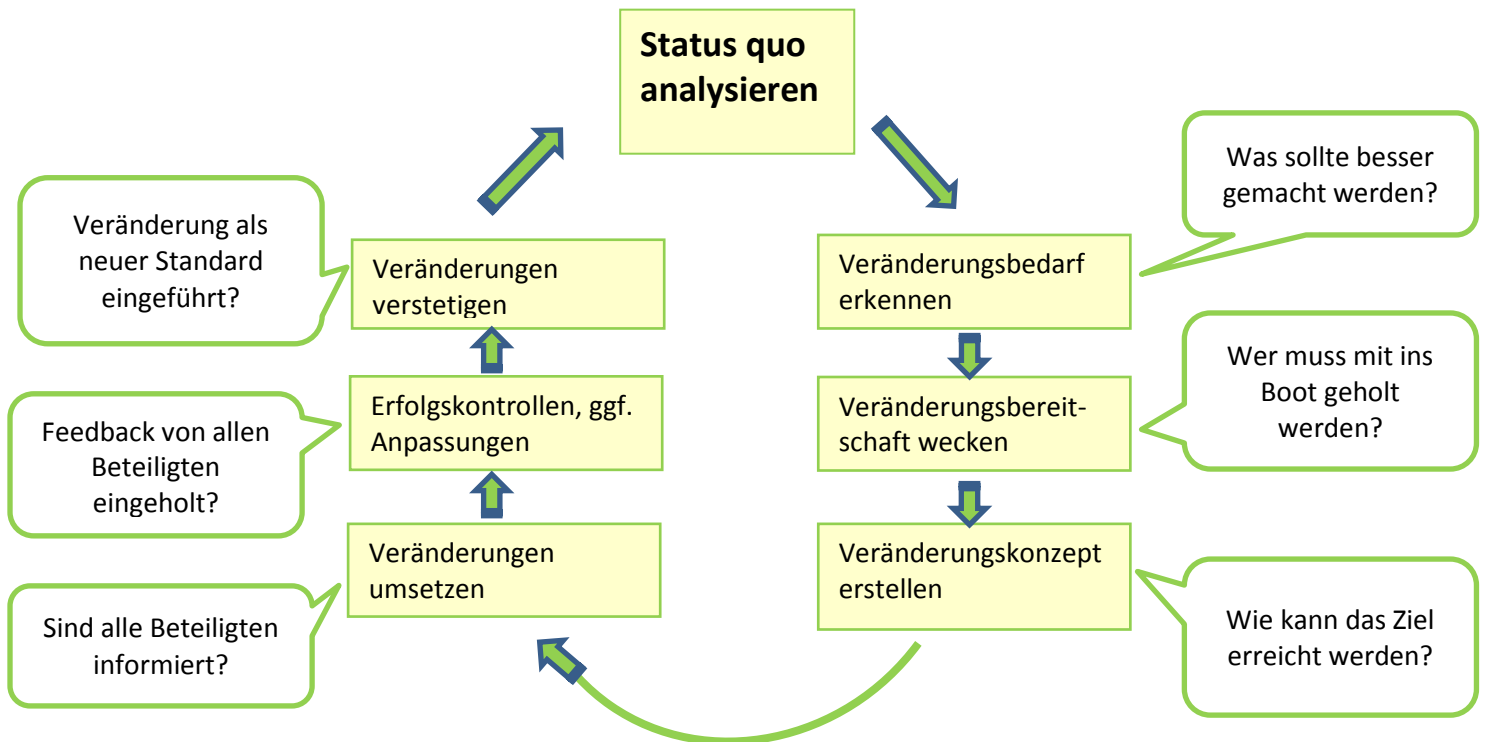 Status quo
analysieren
Was sollte besser
gemacht werden?
Veränderungsbedarf
erkennen
Wer muss mit ins
Boot geholt
werden?
Veränderungsbereit-
schaft wecken
Veränderungskonzept
erstellen
Wie kann das Ziel
erreicht werden?
Veränderungen
umsetzen
Sind alle Beteiligten
informiert?
Erfolgskontrollen, ggf.
Anpassungen
Feedback von allen
Beteiligten
eingeholt?
Veränderungen
verstetigen
Veränderung als
neuer Standard
eingeführt?